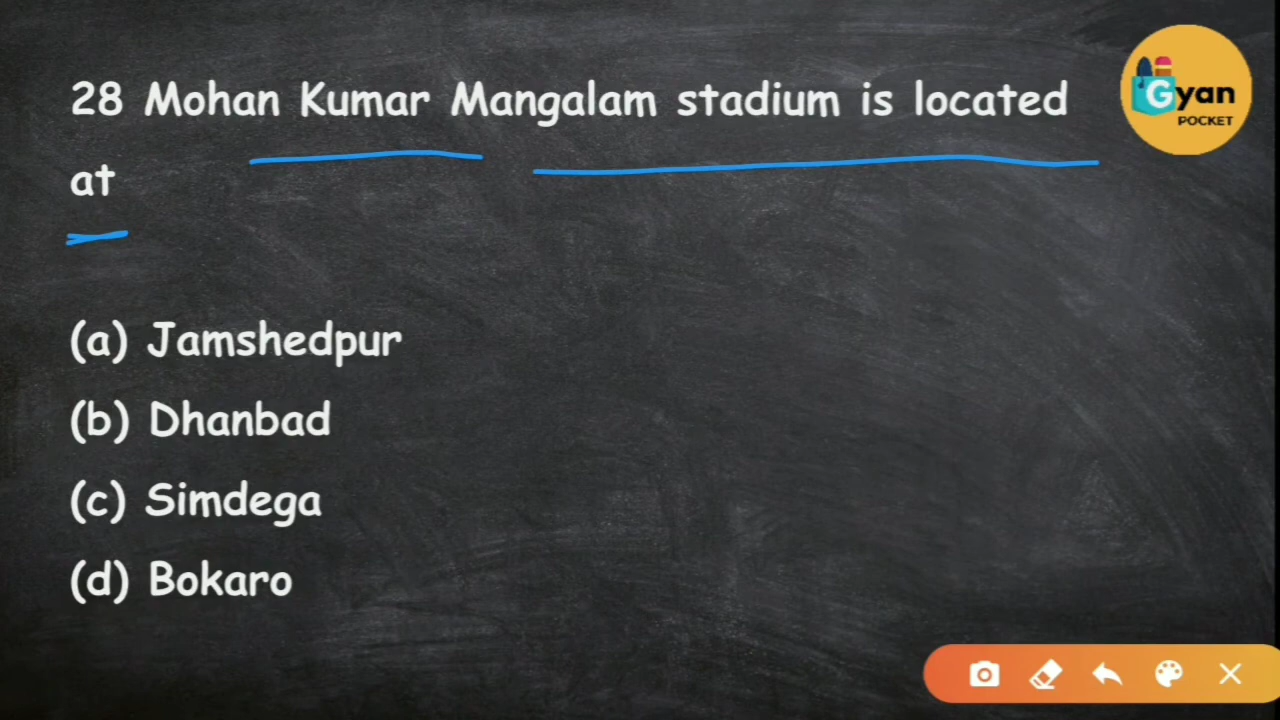 28 Mohan Kumar Mangalam stadium is located
at
(a) Jamshedpur
(b) Dhanbad
(c) Simdega
(d) Bokaro
Gyan
POCKET